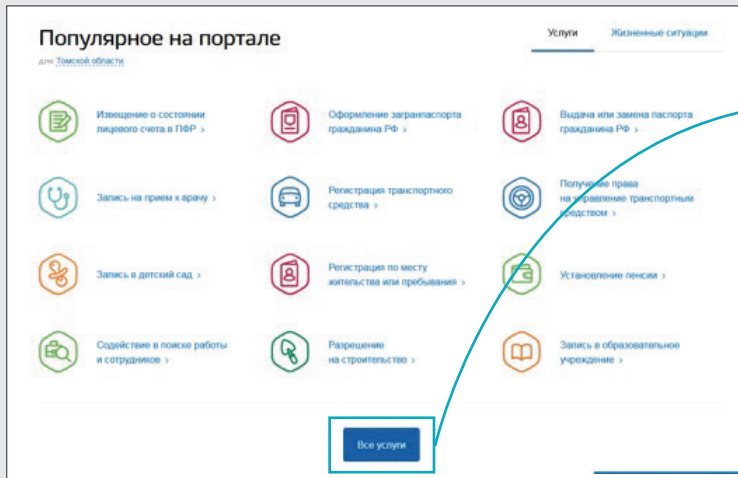 Популярное на портале
для Томской области
Услуги
Жизненные ситуации
Извещение о состоянии
лицевого счета в ПФР >
Оформление загранпаспорта
гражданина РФ >
Выдача или замена паспорта
гражданина РФ >
Запись на прием к врачу >
Регистрация транспортного
средства >
Получение права
на управление транспортным
средством >
Запись в детский сад >
Регистрация по месту
жительства или пребывания >
Установление пенсии >
Содействие в поиске работы
и сотрудников >
Разрешение
на строительство >
Запись в образовательное
учреждение >
Все услуги